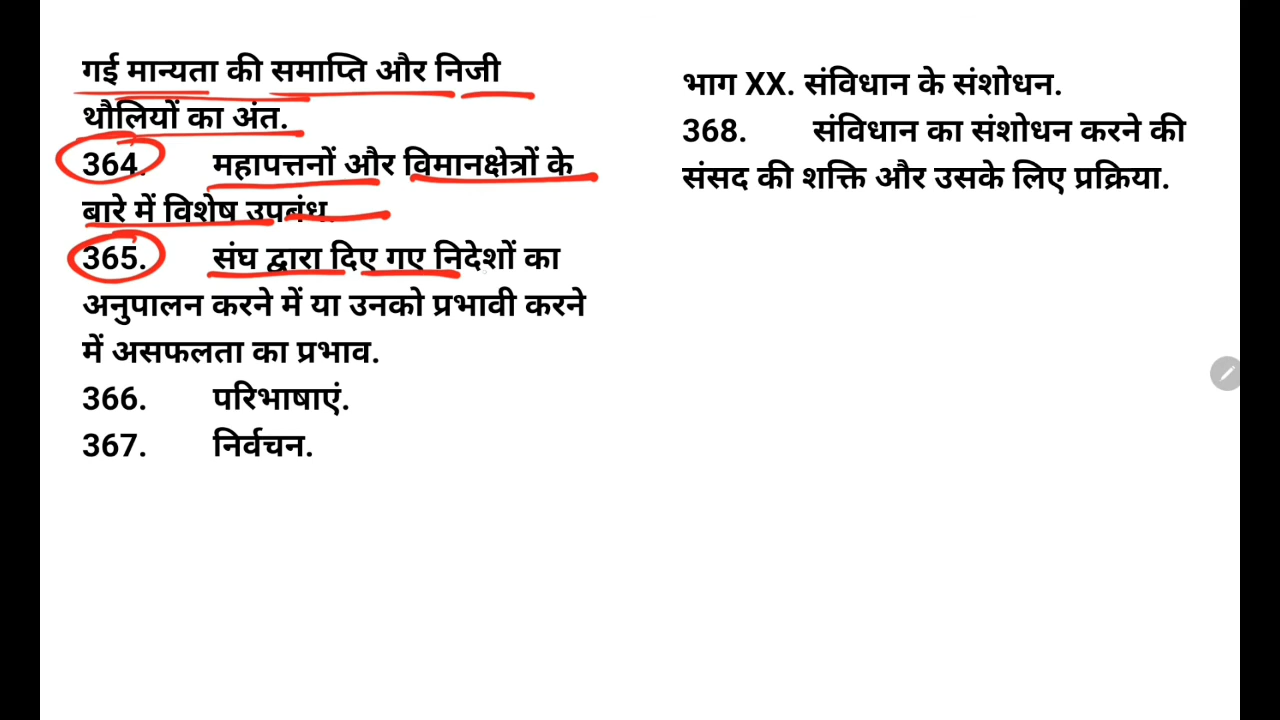 गई मान्यता की समाप्ति और निजी
थौलियों का अंत.
364. महापत्तनों और विमानक्षेत्रों के
बारे में विशेष उपबंध.
365. संघ द्वारा दिए गए निदेशों का
अनुपालन करने में या उनको प्रभावी करने
में असफलता का प्रभाव.
366. परिभाषाएं.
367. निर्वचन.
भाग XX. संविधान के संशोधन.
368. संविधान का संशोधन करने की
संसद की शक्ति और उसके लिए प्रक्रिया.